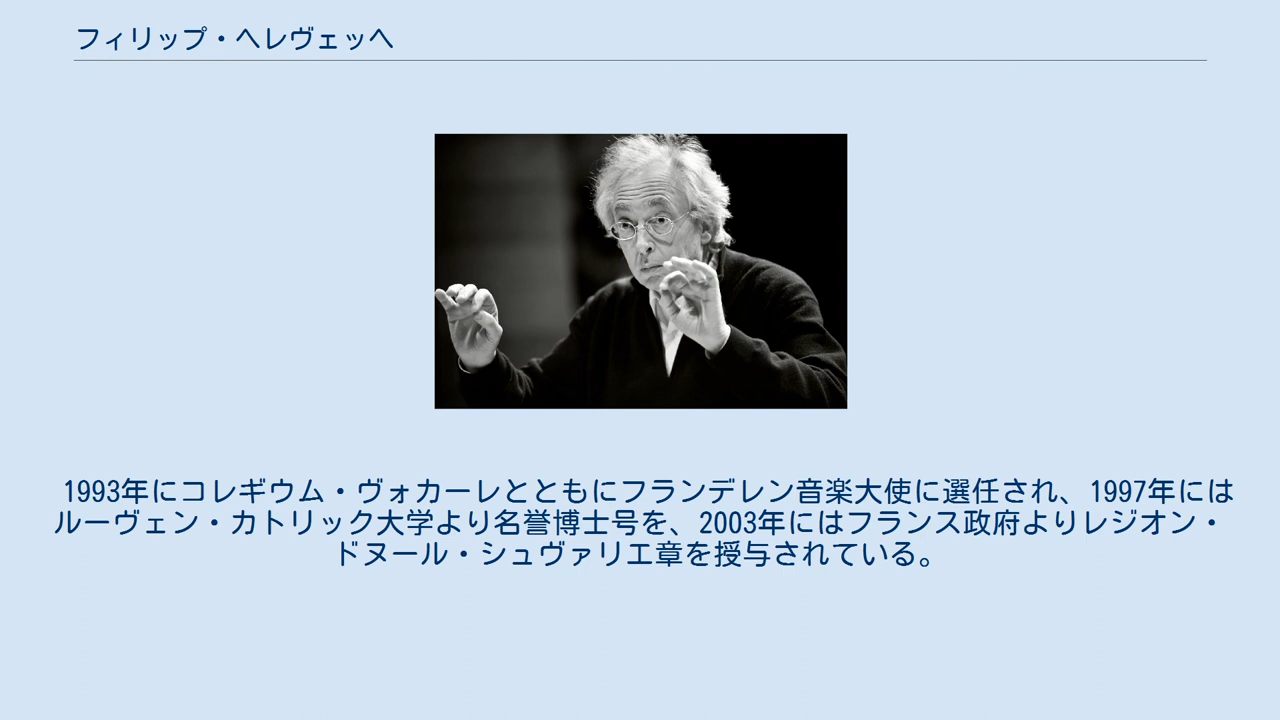 フィリップ・ヘレヴェッヘ
1993年にコレギウム・ヴォカーレとともにフランデレン音楽大使に選任され、1997年には
ルーヴェン・カトリック大学より名誉博士号を、2003年にはフランス政府よりレジオン・
ドヌール・シュヴァリエ章を授与されている。